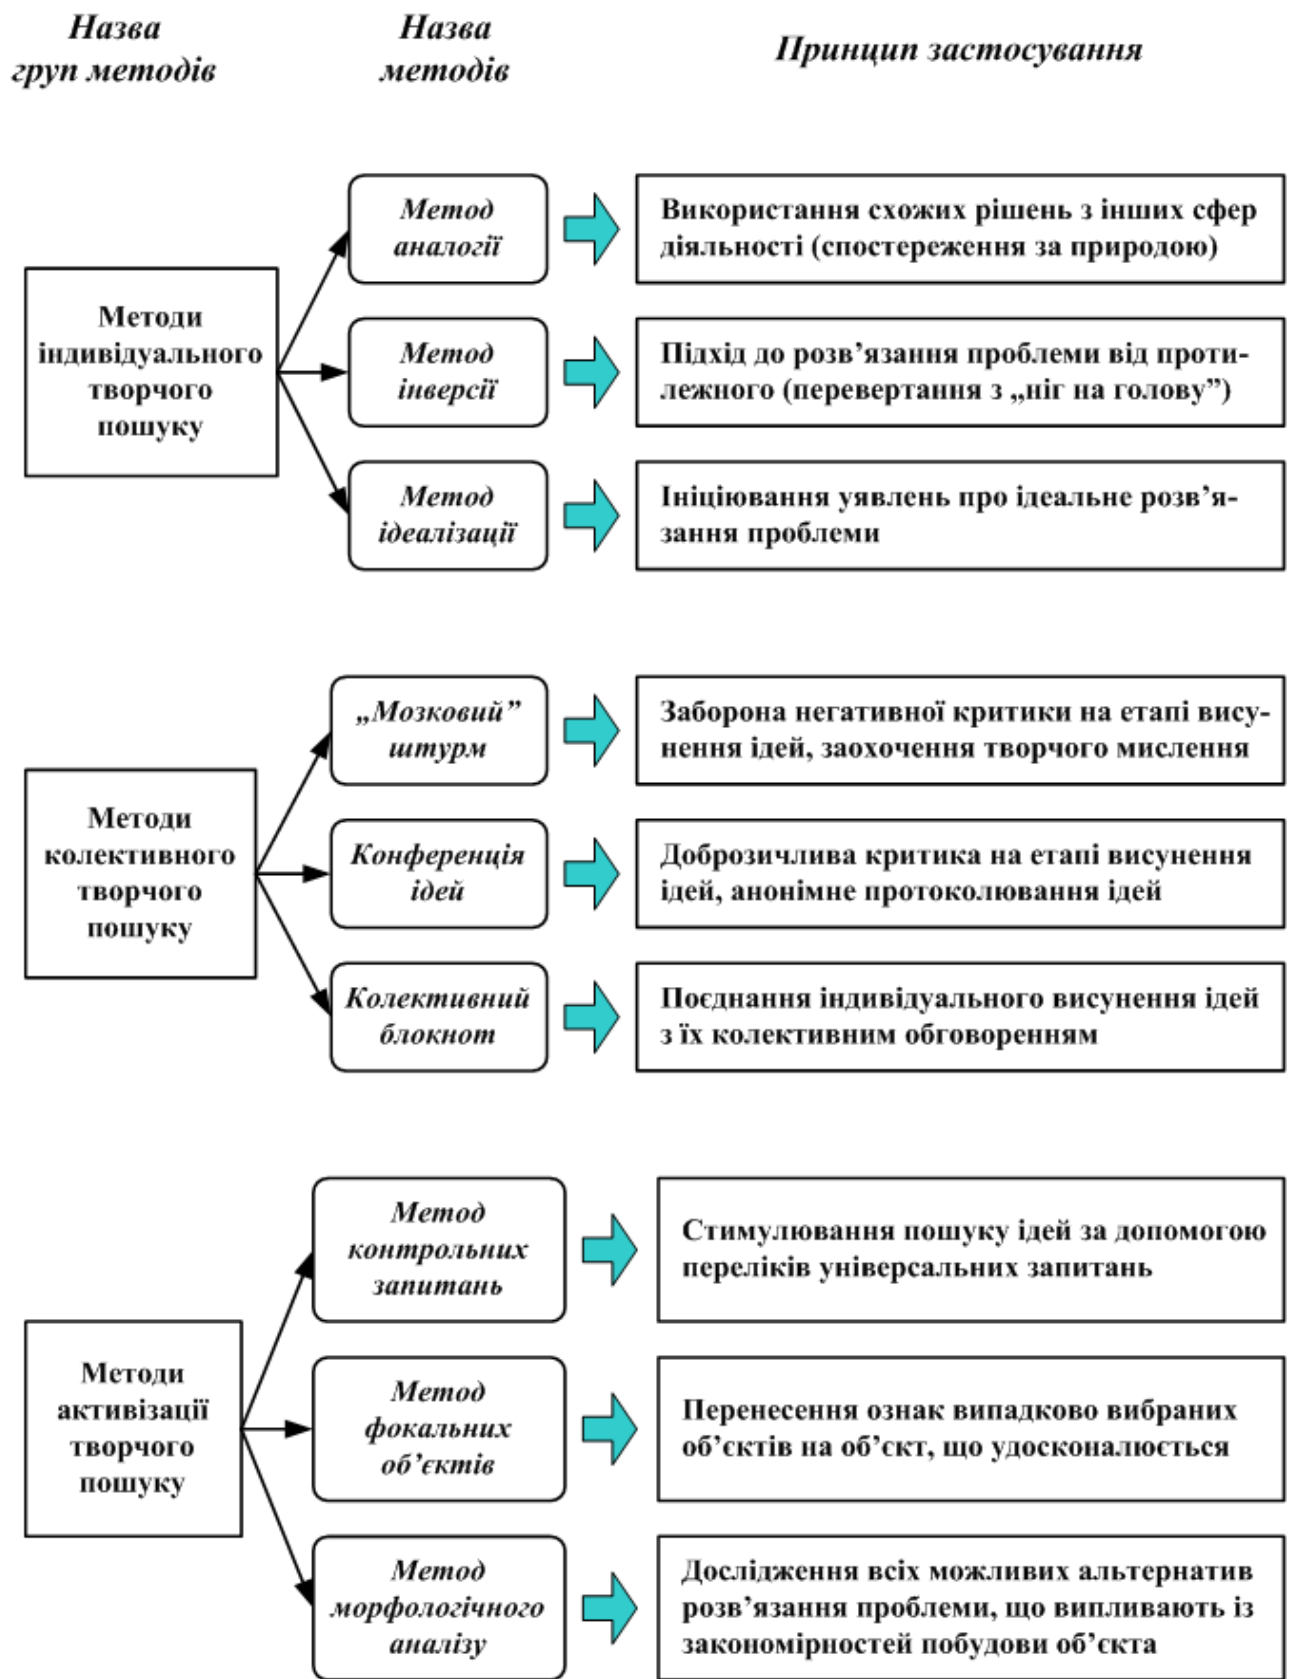 Назва
груп методів
Назва
методів
Принцип застосування
Методи
індивідуального
творчого
пошуку
Метод
аналогії
Використання схожих рішень з інших сфер
діяльності (спостереження за природою)
Метод
інверсії
Підхід до розв’язання проблеми від проти-
лежного (перевертання з „ніг на голову”)
Метод
ідеалізації
Ініціювання уявлень про ідеальне розв’я-
зання проблеми
Методи
колективного
творчого
пошуку
„Мозковий”
штурм
Заборона негативної критики на етапі вису-
нення ідей, заохочення творчого мислення
Конференція
ідей
Доброзичлива критика на етапі висунення
ідей, анонімне протоколювання ідей
Колективний
блокнот
Поєднання індивідуального висунення ідей
з їх колективним обговоренням
Методи
активізації
творчого
пошуку
Метод
контрольних
запитань
Стимулювання пошуку ідей за допомогою
переліків універсальних запитань
Метод
фокальних
об’єктів
Перенесення ознак випадково вибраних
об’єктів на об’єкт, що удосконалюється
Метод
морфологічного
аналізу
Дослідження всіх можливих альтернатив
розв’язання проблеми, що випливають із
закономірностей побудови об’єкта